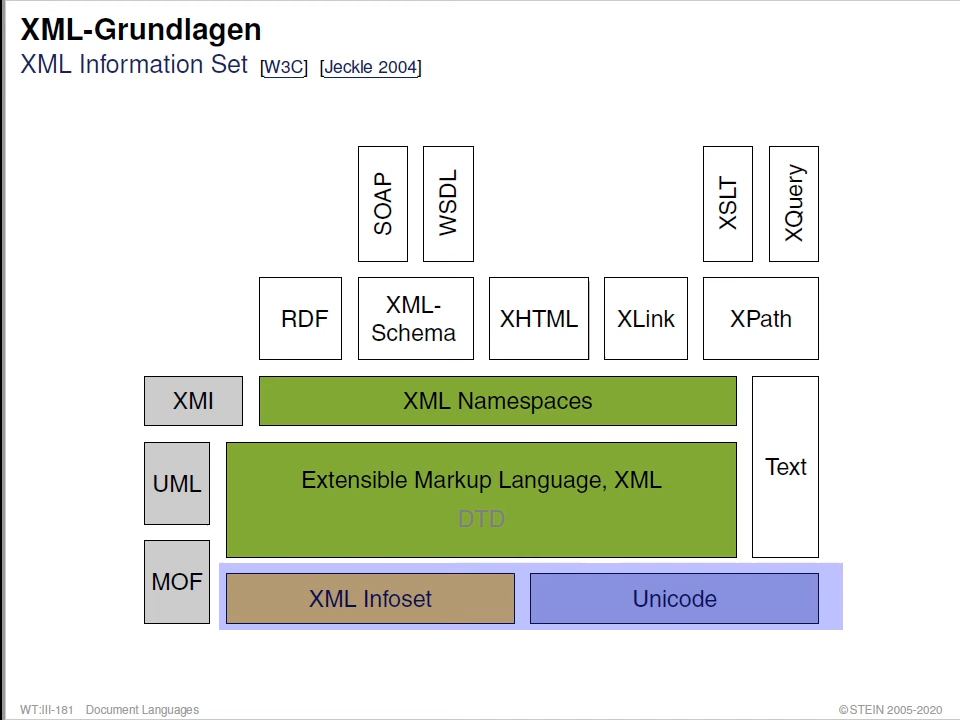 XML-Grundlagen
XML Information Set [W3C] [Jeckle 2004]
SOAP
WSDL
XSLT
XQuery
RDF
XML-
Schema
XHTML
XLink
XPath
XMI
XML Namespaces
Text
UML
Extensible Markup Language, XML
DTD
MOF
XML Infoset
Unicode
WT:III-181 Document Languages
©STEIN 2005-2020